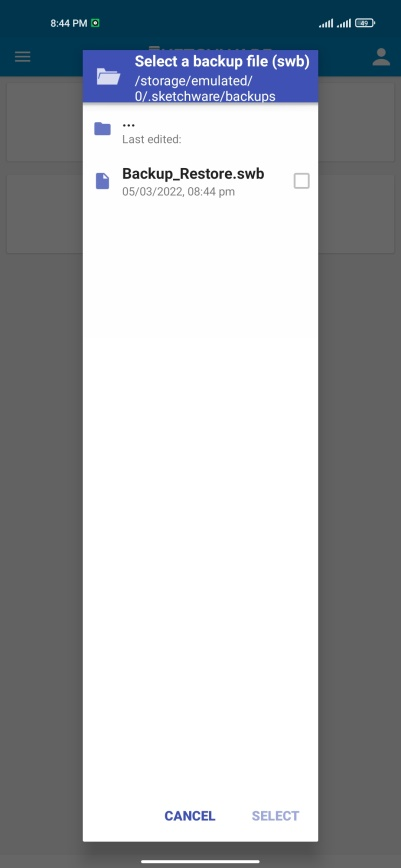 8:44 PM
49
Select a backup file (swb)
/storage/emulated/
0/.sketchware/backups
...
Last edited:
Backup_Restore.swb
05/03/2022, 08:44 pm
CANCEL
SELECT